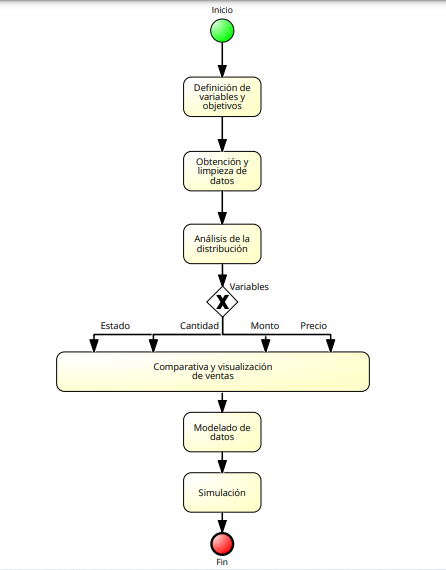 Inicio
Definición de
variables y
objetivos
Obtención y
limpieza de
datos
Análisis de la
distribución
Variables
Estado Cantidad Monto Precio
Comparativa y visualización
de ventas
Modelado de
datos
Simulación
Fin